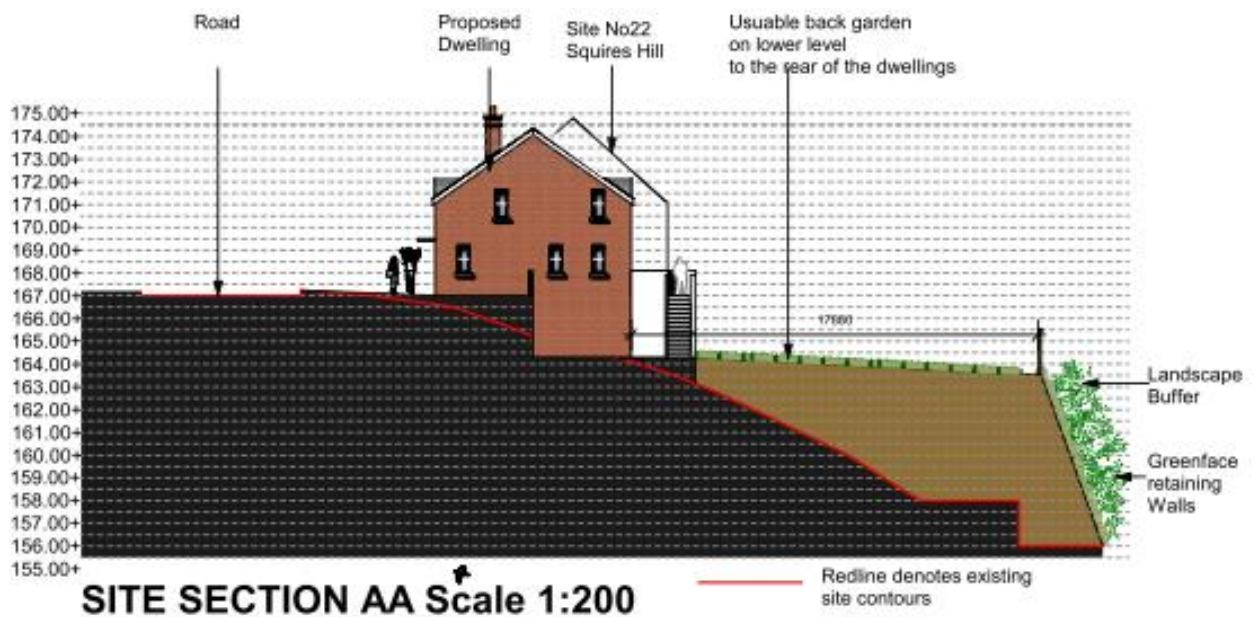 Road
Proposed
Dwelling
Site No22
Squires Hill
Usuable back garden
on lower level
to the rear of the dwellings
175.00+
174.00+
173.00+
172.00+
171.00+
170.00+
169.00+
168.00+
167.00+
166.00+
165.00+
164.00+
163.00+
162.00+
161.00+
160.00+
159.00+
158.00+
157.00+
156.00+
155.00+
Landscape
Buffer
Greenface
retaining
Walls
SITE SECTION AA Scale 1:200
Redline denotes existing
site contours